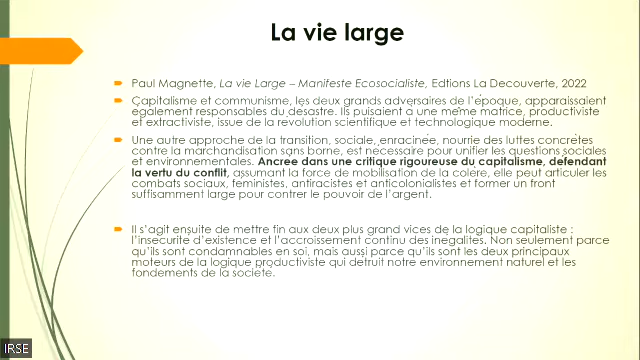 La vie large
Paul Magnette, La vie Large – Manifeste Ecosocialiste, Edtions La Decouverte, 2022
Capitalisme et communisme, les deux grands adversaires de l'epoque, apparaissaient
egalement responsables du desastre. Ils puisaient a une meme matrice, productiviste
et extractiviste, issue de la revolution scientifique et technologique moderne.
Une autre approche de la transition, sociale, enracinee, nourrie des luttes concretes
contre la marchandisation sans borne, est necessaire pour unifier les questions sociales
et environnementales. Ancree dans une critique rigoureuse du capitalisme, defendant
la vertu du conflit, assumant la force de mobilisation de la colere, elle peut articuler les
combats sociaux, feministes, antiracistes et anticolonialistes et former un front
suffisamment large pour contrer le pouvoir de l'argent.
Il s'agit ensuite de mettre fin aux deux plus grand vices de la logique capitaliste :
l'insecurite d'existence et l'accroissement continu des inegalites. Non seulement parce
qu'ils sont condamnables en soi, mais aussi parce qu'ils sont les deux principaux
moteurs de la logique productiviste qui detruit notre environnement naturel et les
fondements de la societe.
IRSE